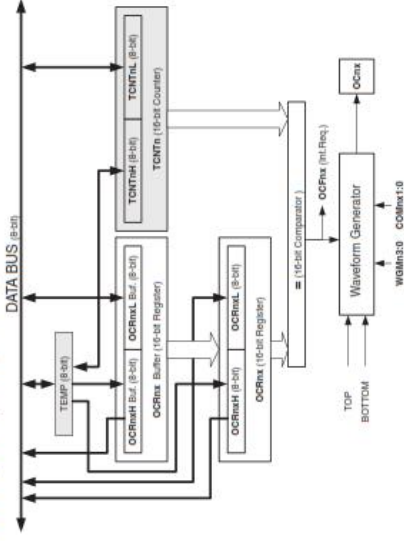 DATA BUS (8-bit)
TEMP (8-bit)
OCRnxH Buf. (8-bit)
OCRnxL Buf. (8-bit)
OCRnx Buffer (16-bit Register)
TCNTnH (8-bit)
TCNTnL (8-bit)
TCNTn (16-bit Counter)
OCRnxH (8-bit)
OCRnxL (8-bit)
OCRnx (16-bit Register)
= (16-bit Comparator)
OCFnx (Int.Req.)
TOP
BOTTOM
Waveform Generator
OCnx
WGMn3:0
COMnx1:0